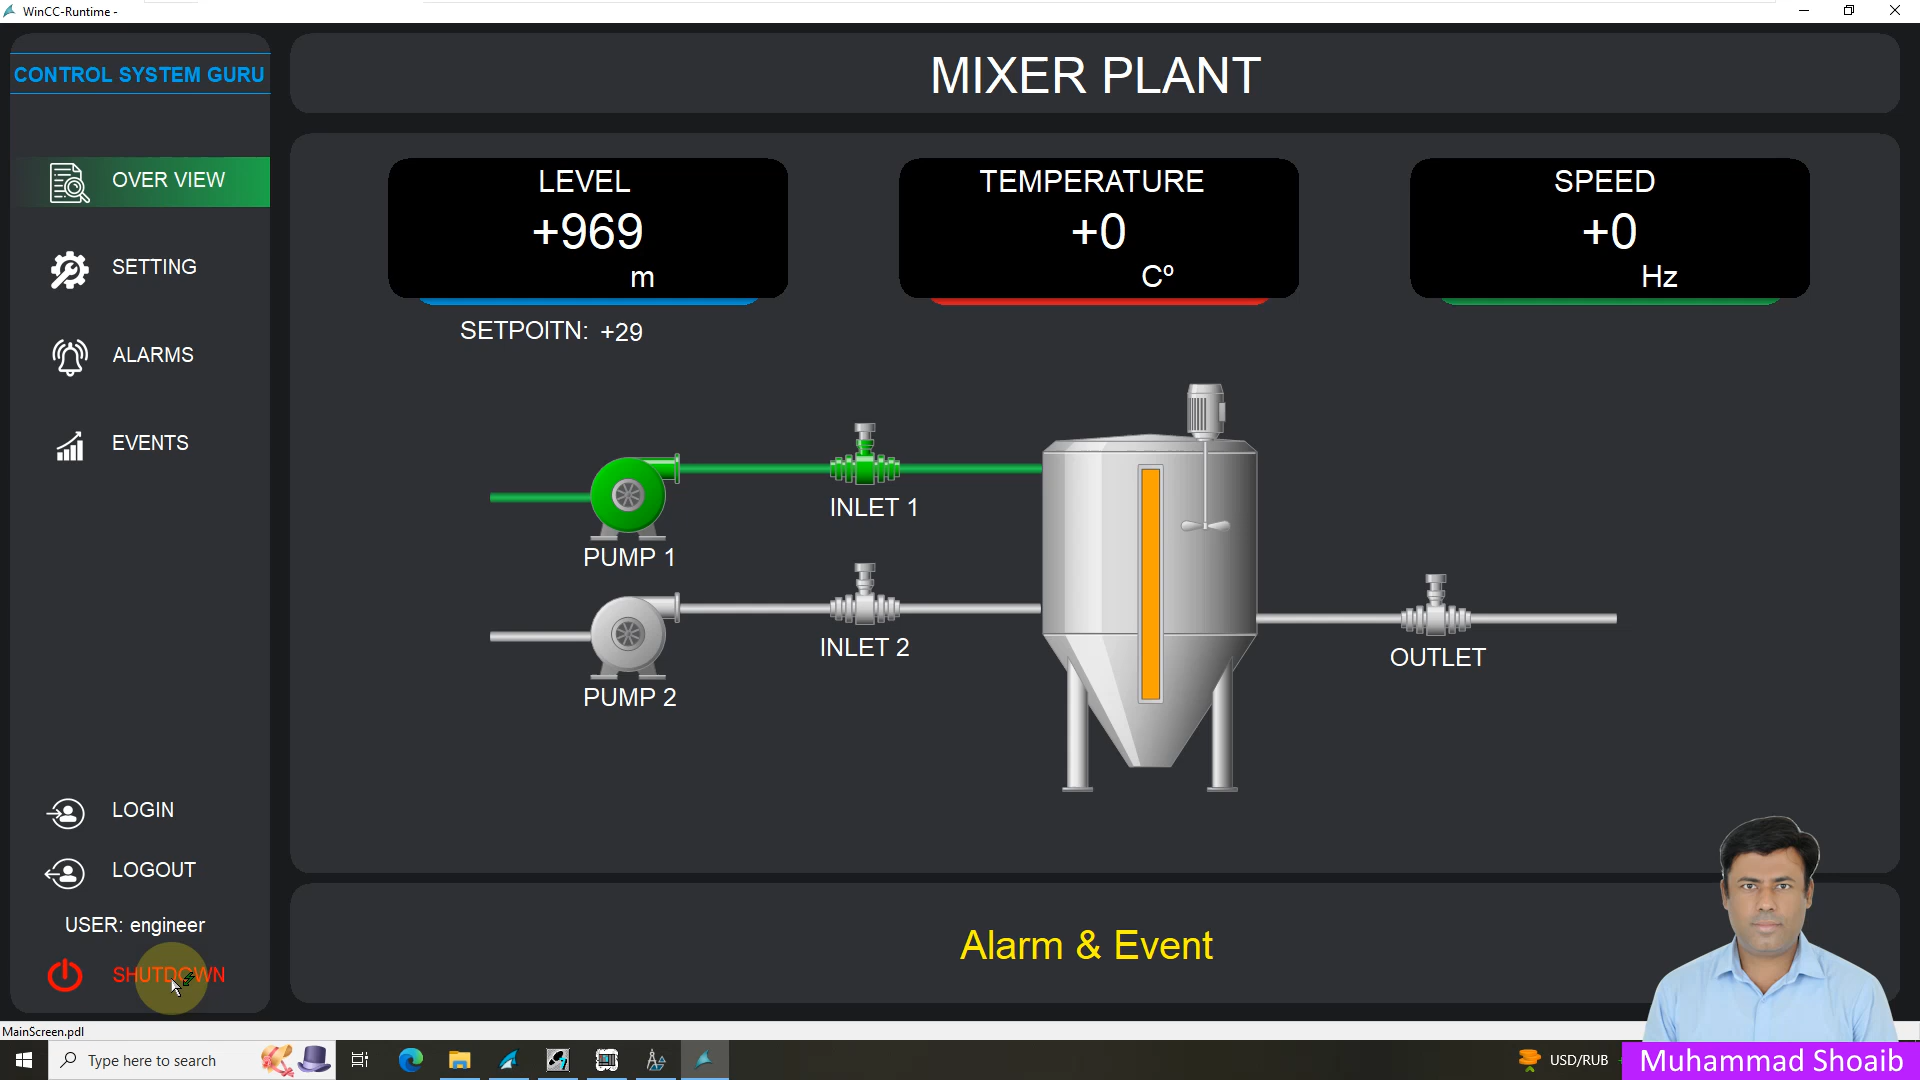 WinCC-Runtime -
CONTROL SYSTEM GURU
MIXER PLANT
OVER VIEW
SETTING
ALARMS
EVENTS
LEVEL
+969
m
TEMPERATURE
+0
Cº
SPEED
+0
Hz
SETPOITN: +29
INLET 1
PUMP 1
INLET 2
PUMP 2
OUTLET
LOGIN
LOGOUT
USER: engineer
SHUTDOWN
Alarm & Event
MainScreen.pdl
Type here to search
USD/RUB
Muhammad Shoaib